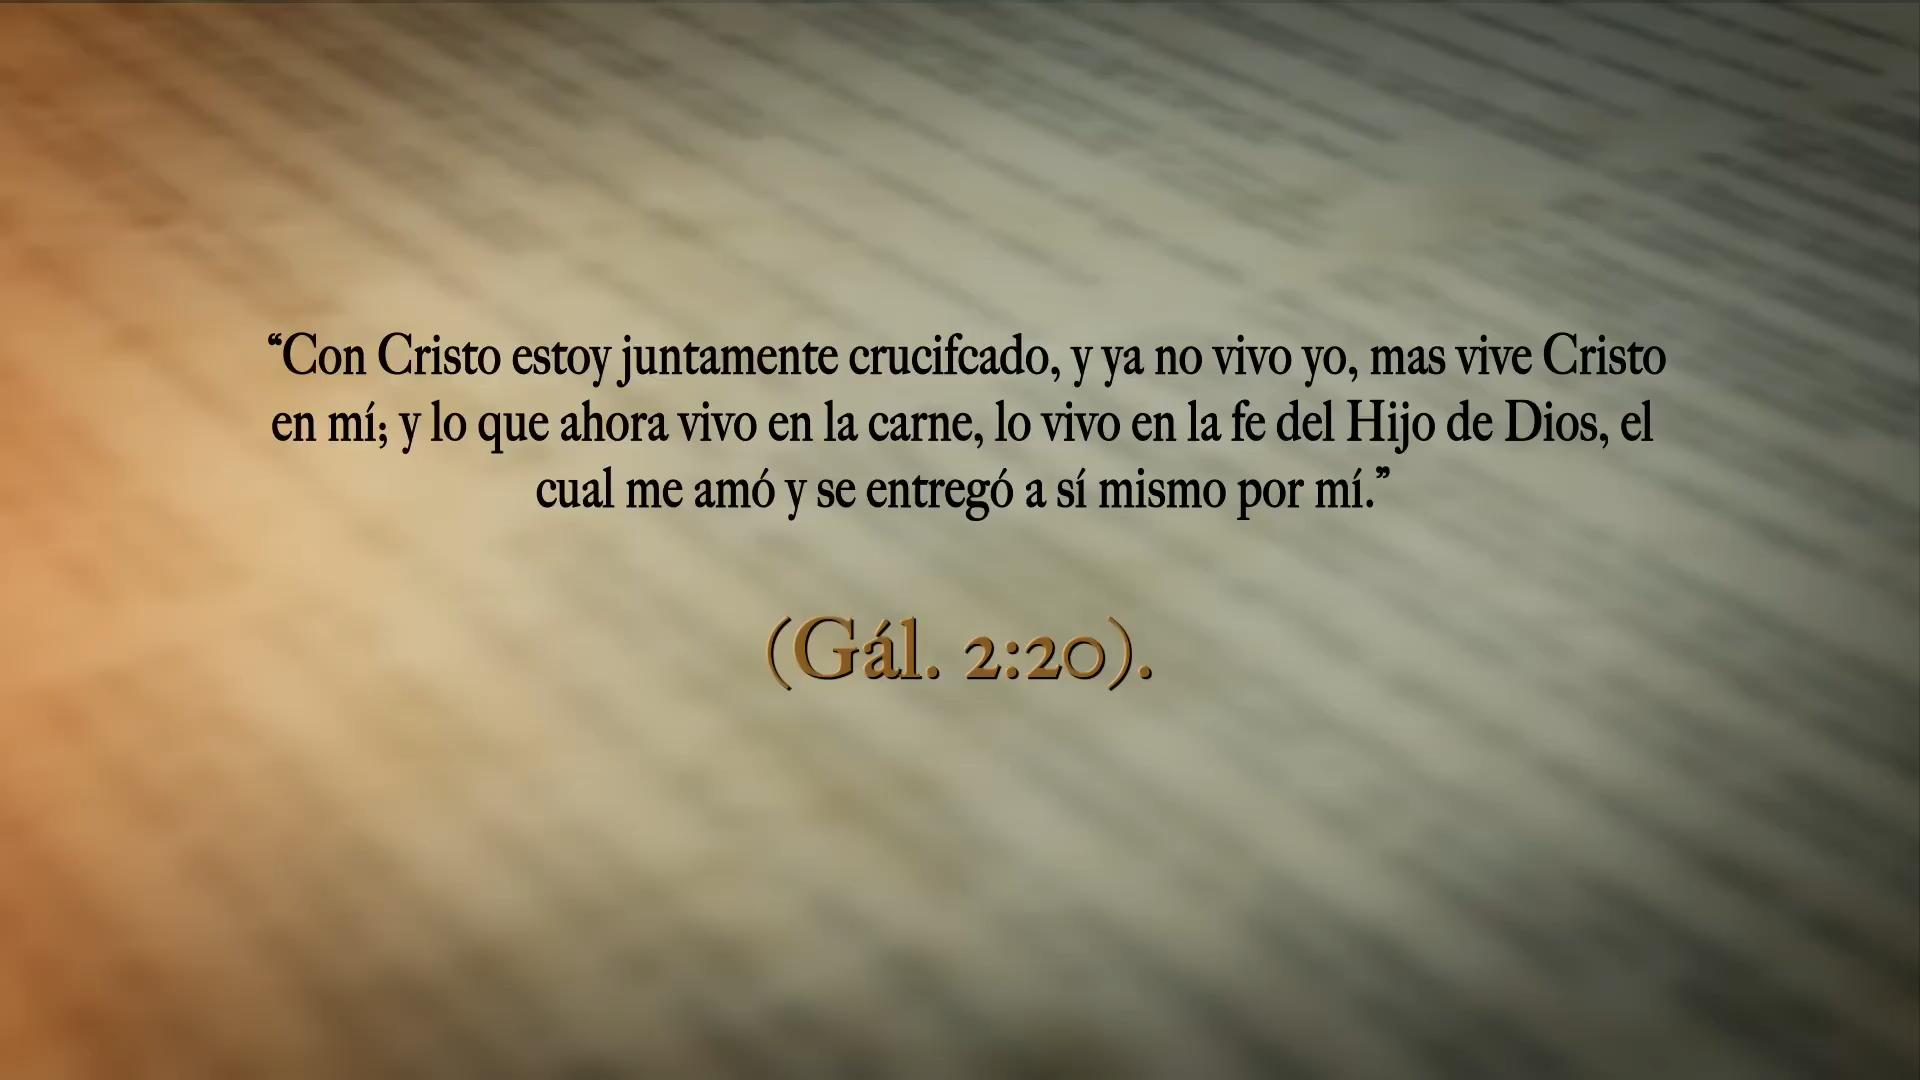 “Con Cristo estoy juntamente crucifcado, y ya no vivo yo, mas vive Cristo
en mí; y lo que ahora vivo en la carne, lo vivo en la fe del Hijo de Dios, el
cual me amó y se entregó a sí mismo por mí.”
(Gál. 2:20).